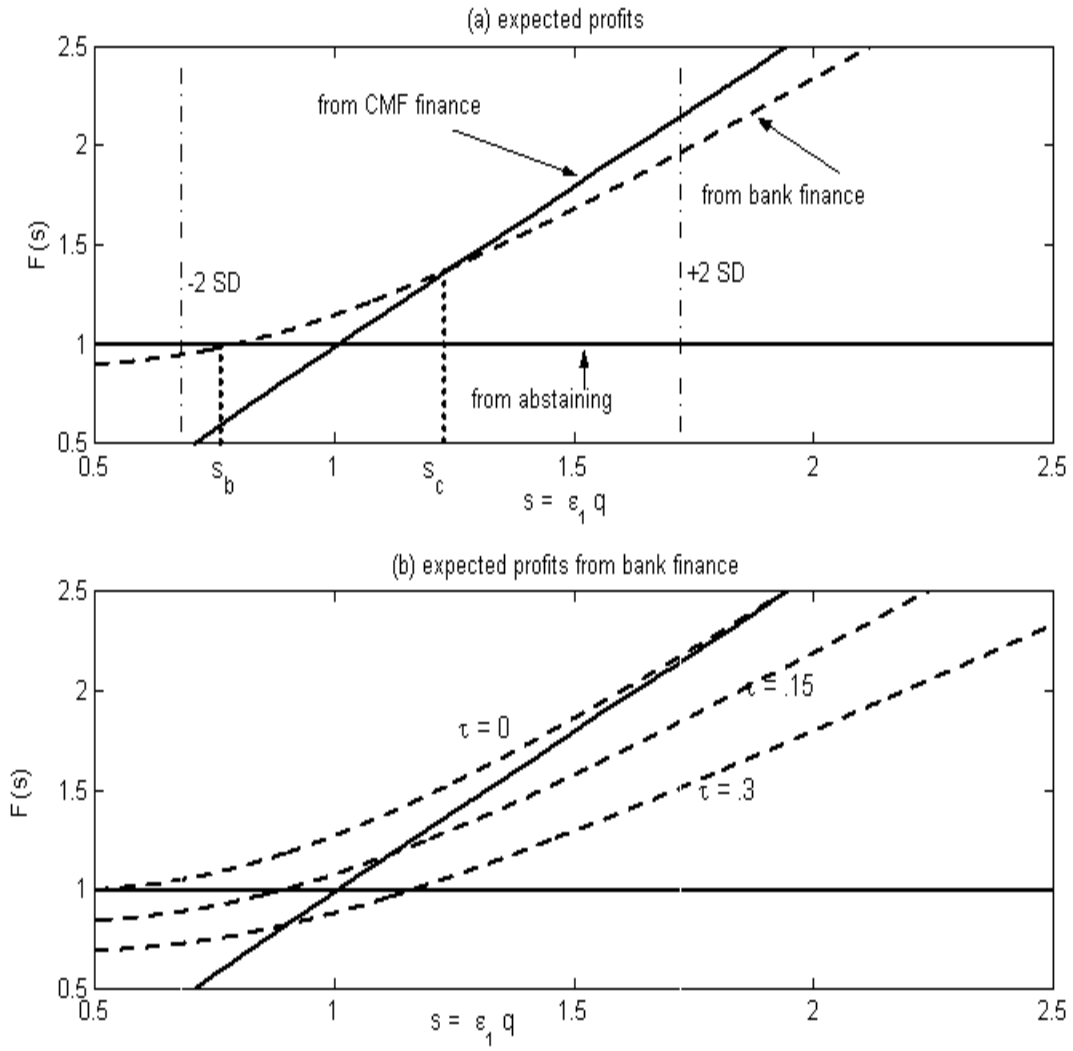 (a) expected profits
2.5
from CMF finance
2
from bank finance
F(s)
1.5
-2 SD
+2 SD
1
from abstaining
0.5
0.5 1 1.5 2 2.5
s_b s_c
s = ε₁ q
(b) expected profits from bank finance
2.5
2
τ = .15
τ = 0
F(s)
1.5
τ = .3
1
0.5
0.5 1 1.5 2 2.5
s = ε₁ q